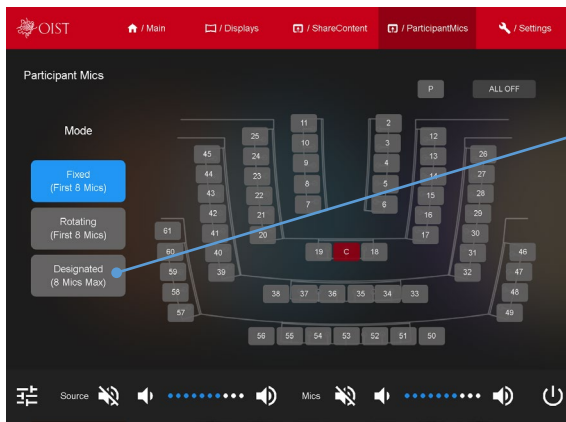 OIST
/ Main
/ Displays
/ ShareContent
/ ParticipantMics
/ Settings
Participant Mics
P
ALL OFF
Mode
Fixed
(First 8 Mics)
Rotating
(First 8 Mics)
Designated
(8 Mics Max)
11 2
25 10 3 12
45 24 9 4 13 26
44 23 8 5 14 27
43 22 7 6 15 28
42 21 16 29
61 41 20 17 30
60 40 19 C 18 31 46
59 39 32 47
58 38 37 36 35 34 33 48
57 49
56 55 54 53 52 51 50
Source
Mics